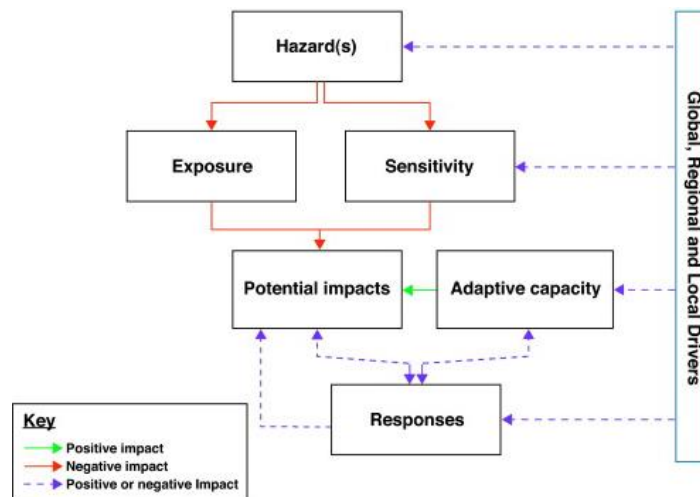 Hazard(s)
Exposure
Sensitivity
Potential impacts
Adaptive capacity
Responses
Global, Regional and Local Drivers
Key
Positive impact
Negative impact
Positive or negative Impact